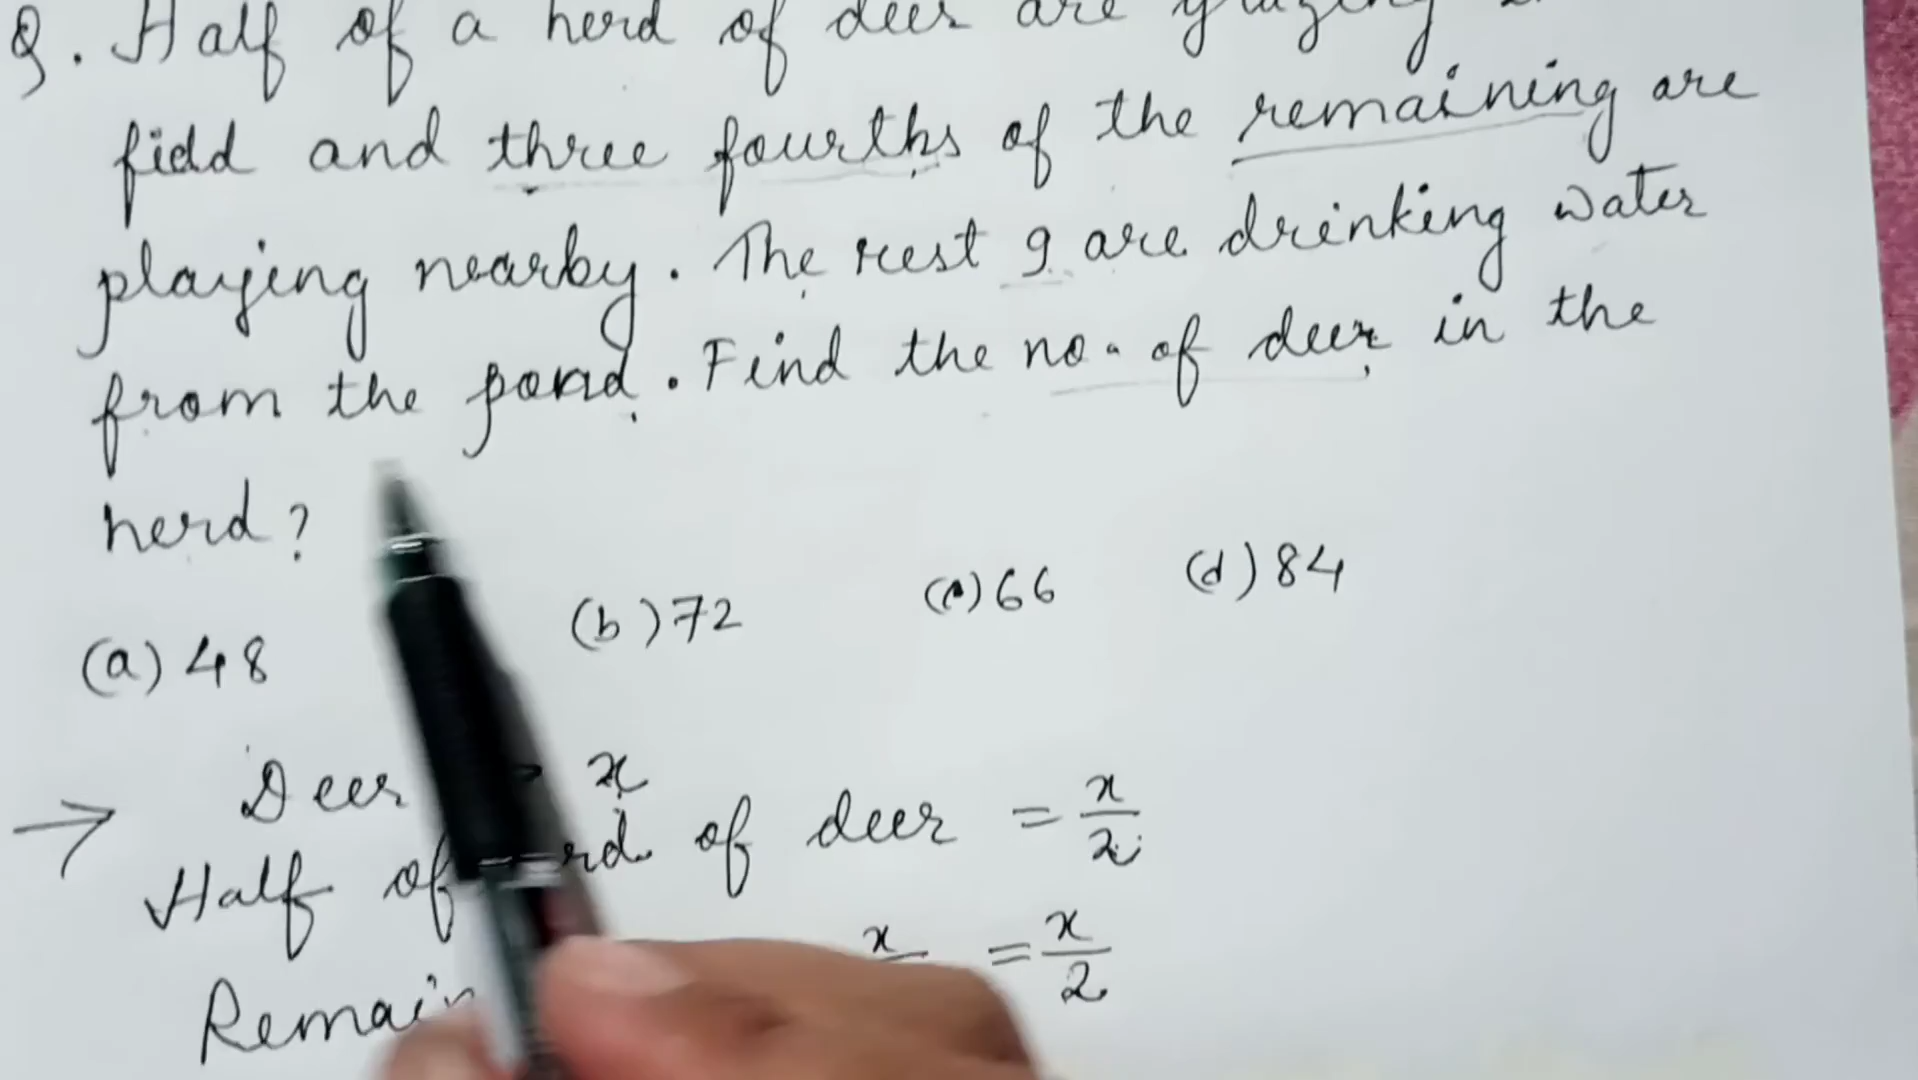 Q. Half of a herd of deer are grazing
field and three fourths of the remaining are
playing nearby. The rest 9 are drinking water
from the pond. Find the no. of deer in the
herd?
(a) 48 (b) 72 (c) 66 (d) 84
→ Deer x
Half of of deer = x/2
x = x/2